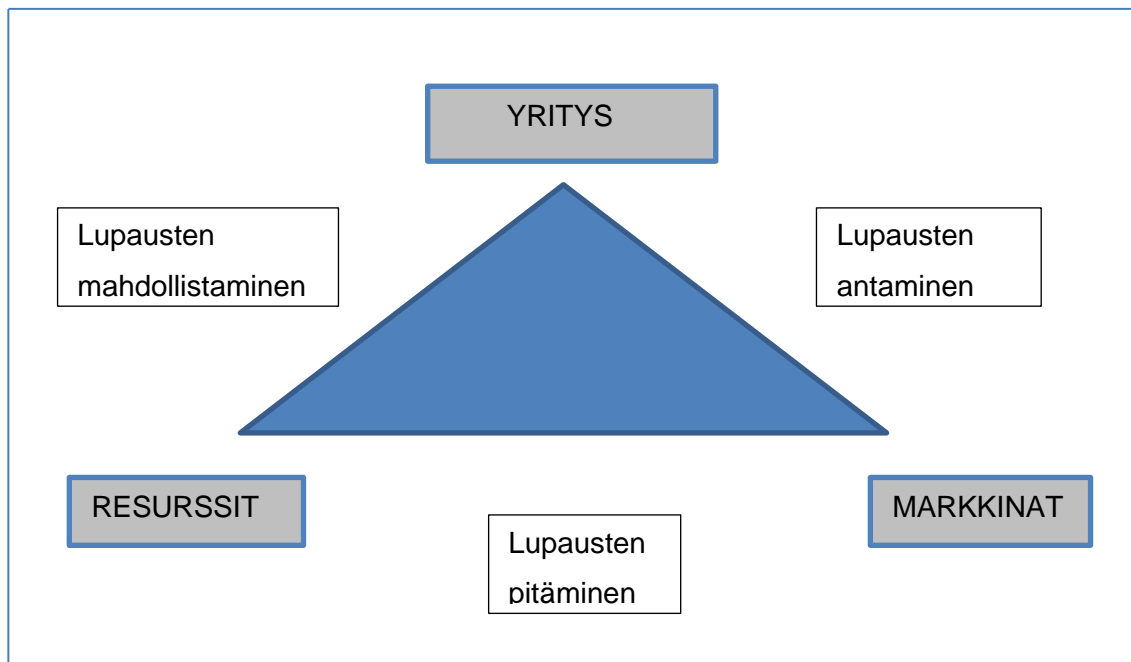 YRITYS
Lupausten
mahdollistaminen
Lupausten
antaminen
RESURSSIT
MARKKINAT
Lupausten
pitäminen